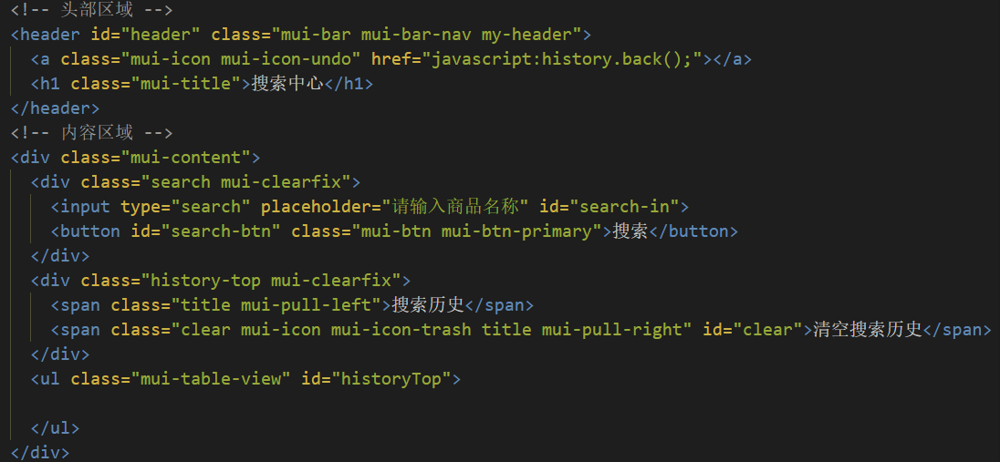 <!-- 头部区域 -->
<header id="header" class="mui-bar mui-bar-nav my-header">
  <a class="mui-icon mui-icon-undo" href="javascript:history.back();"></a>
  <h1 class="mui-title">搜索中心</h1>
</header>
<!-- 内容区域 -->
<div class="mui-content">
  <div class="search mui-clearfix">
    <input type="search" placeholder="请输入商品名称" id="search-in">
    <button id="search-btn" class="mui-btn mui-btn-primary">搜索</button>
  </div>
  <div class="history-top mui-clearfix">
    <span class="title mui-pull-left">搜索历史</span>
    <span class="clear mui-icon mui-icon-trash title mui-pull-right" id="clear">清空搜索历史</span>
  </div>
  <ul class="mui-table-view" id="historyTop">

  </ul>
</div>